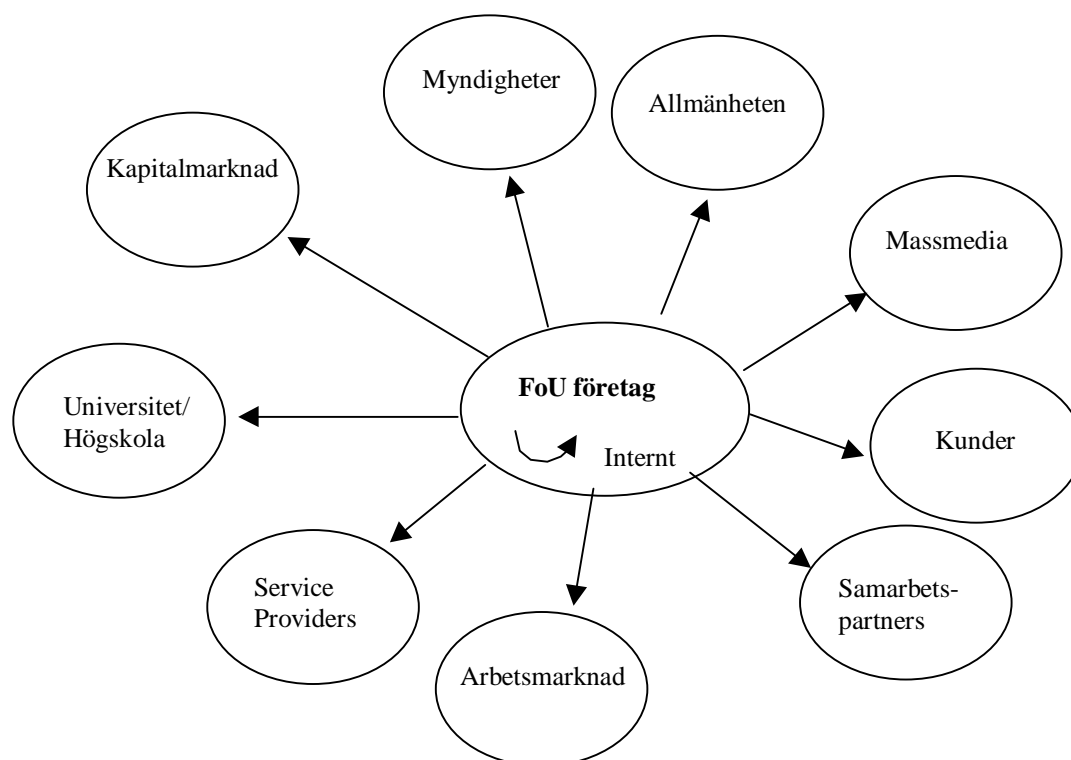 Myndigheter
Allmänheten
Kapitalmarknad
Massmedia
FoU företag
Universitet/
Högskola
Kunder
Internt
Service
Providers
Samarbets-
partners
Arbetsmarknad